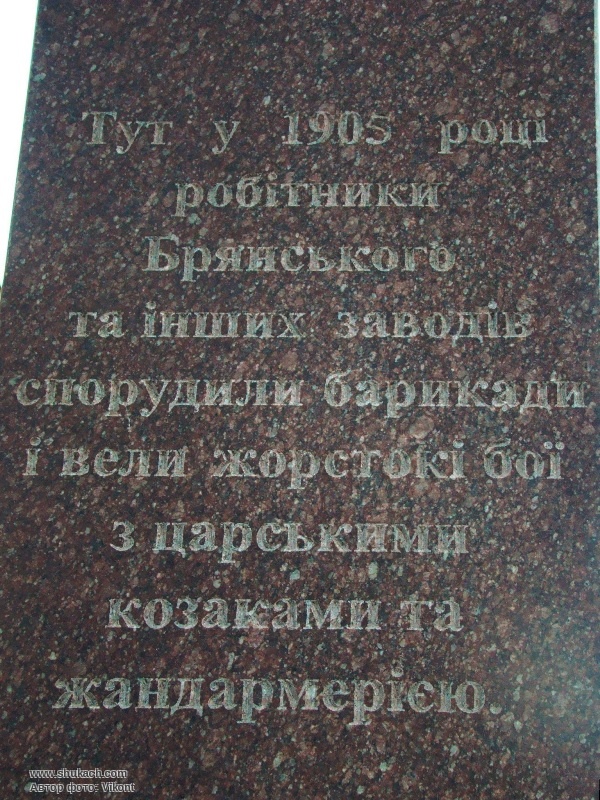 Тут у 1905 році
робітники
Брянського
та інших заводів
спорудили барикади
і вели жорстокі бої
з царськими
козаками та
жандармерією.
www.shukach.com
Автор фото: Vikont